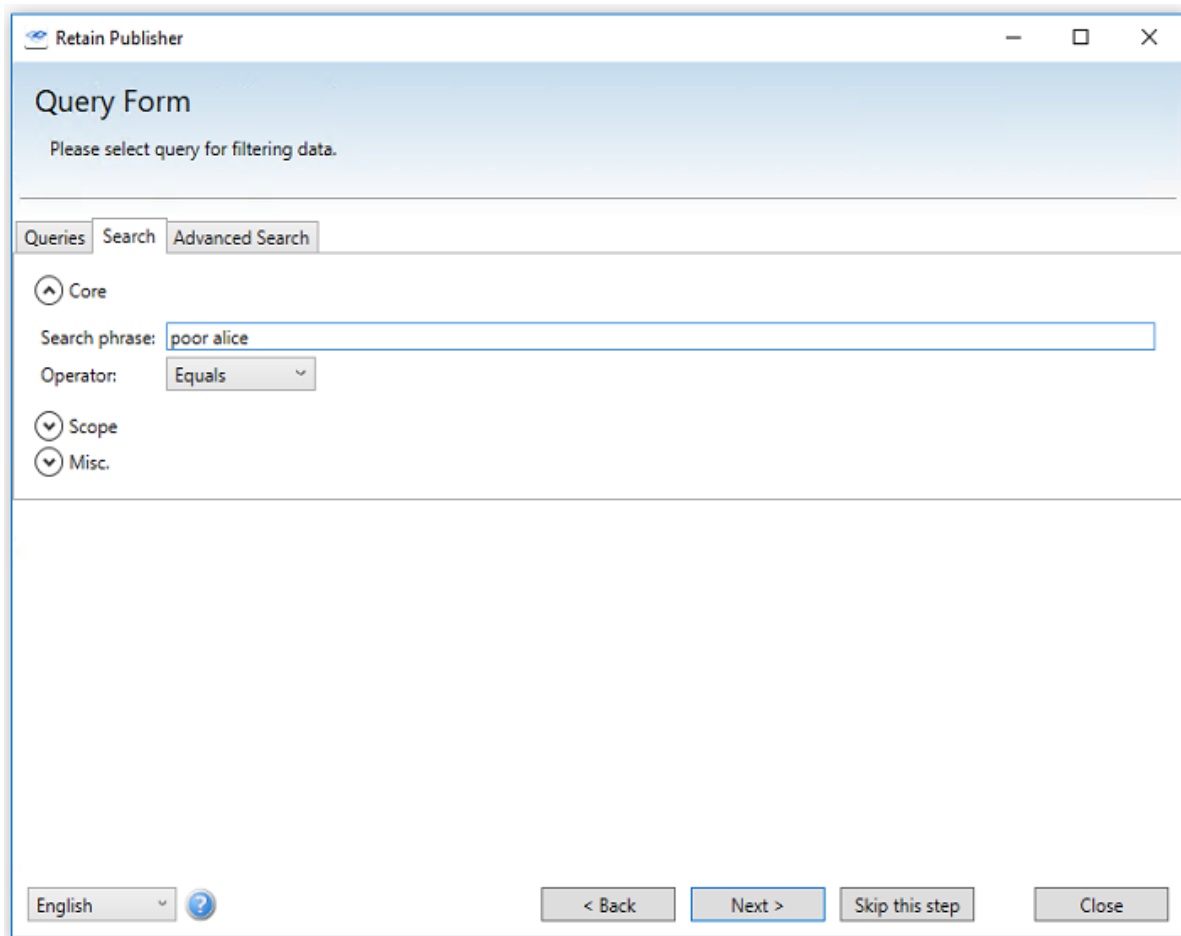 Retain Publisher
Query Form
Please select query for filtering data.
Queries Search Advanced Search
Core
Search phrase: poor alice
Operator: Equals
Scope
Misc.
English ? < Back Next > Skip this step Close